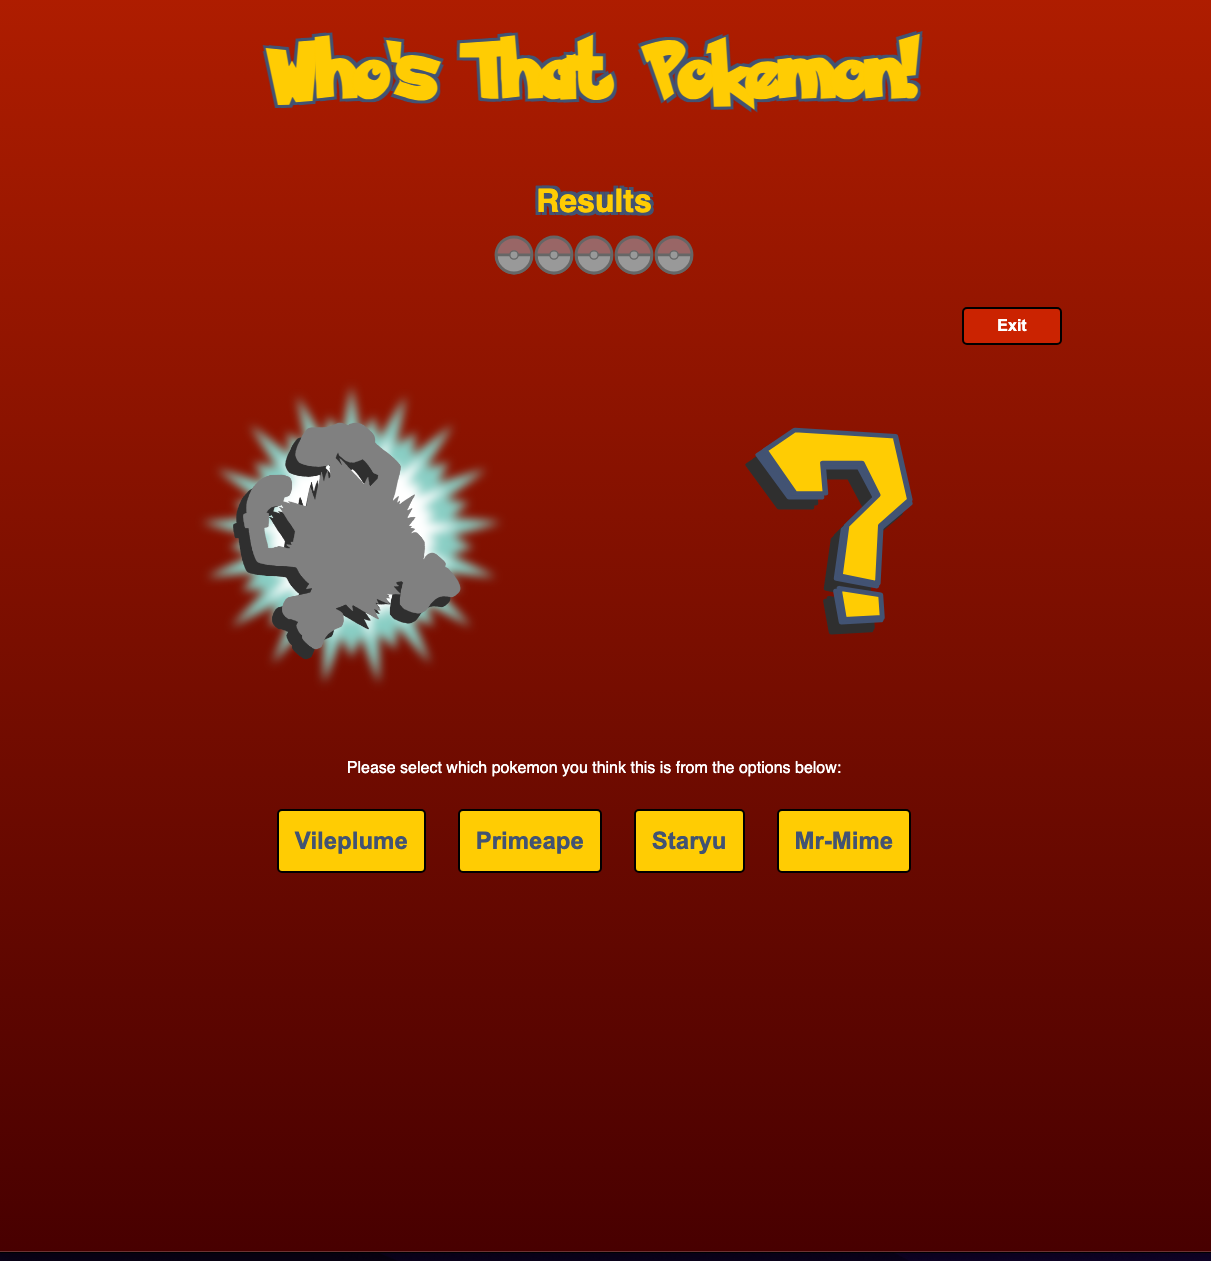 Who's That Pokemon!
Results
Exit
?
Please select which pokemon you think this is from the options below:
Vileplume Primeape Staryu Mr-Mime